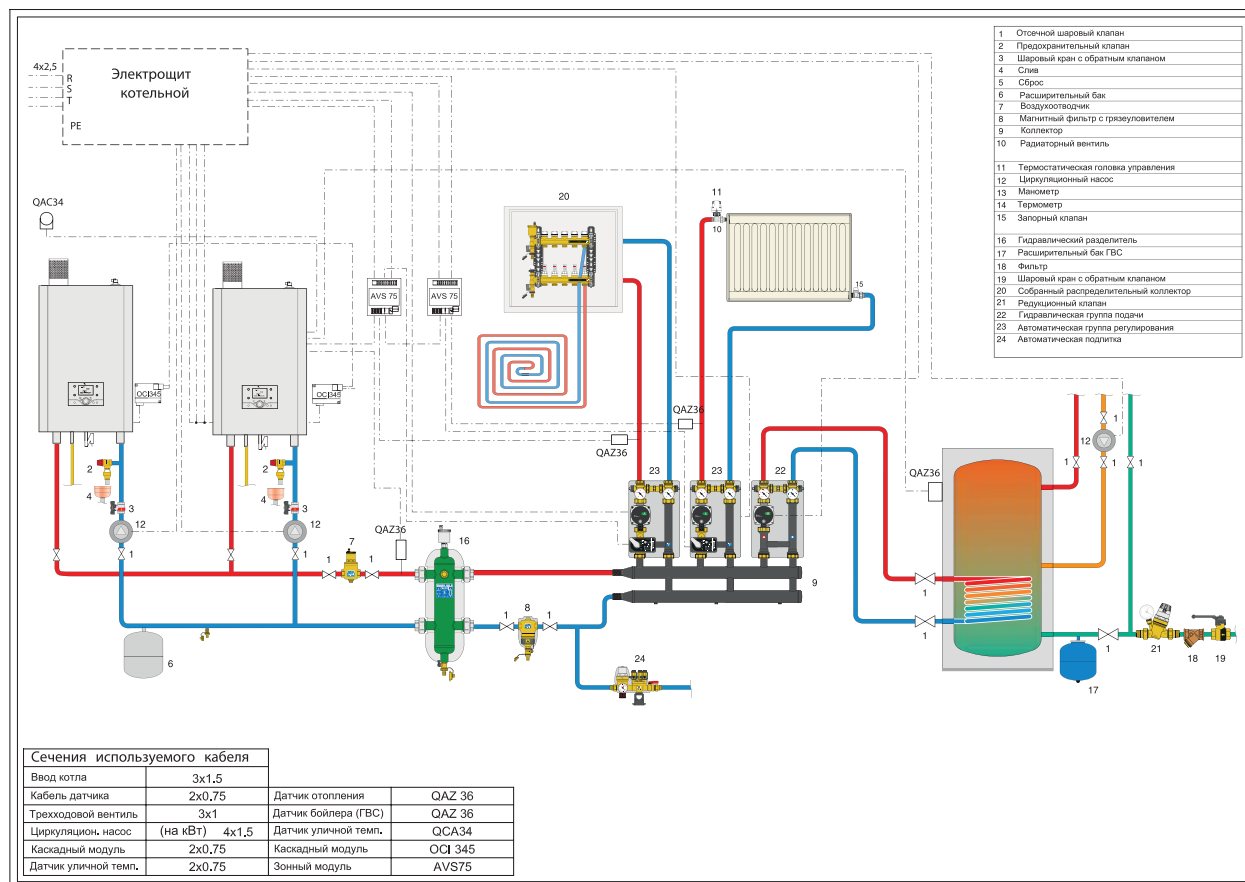 4x2,5
R
S
T
PE
Электрощит
котельной
1 Отсечной шаровый клапан
2 Предохранительный клапан
3 Шаровый кран с обратным клапаном
4 Слив
5 Сброс
6 Расширительный бак
7 Воздухоотводчик
8 Магнитный фильтр с грязеуловителем
9 Коллектор
10 Радиаторный вентиль
11 Термостатическая головка управления
12 Циркуляционный насос
13 Манометр
14 Термометр
15 Запорный клапан
16 Гидравлический разделитель
17 Расширительный бак ГВС
18 Фильтр
19 Шаровый кран с обратным клапаном
20 Собранный распределительный коллектор
21 Редукционный клапан
22 Гидравлическая группа подачи
23 Автоматическая группа регулирования
24 Автоматическая подпитка
QAC34
20
11
10
15
AVS 75
AVS 75
OCI345
OCI345
QAZ36
QAZ36
QAZ36
QAZ36
2
4
3
12
1
2
4
3
12
1
7
1
1
16
23
23
22
9
8
1
1
24
6
1
12
1
1
1
1
1
1
17
21
18
19
Сечения используемого кабеля
Ввод котла 3x1.5
Кабель датчика 2x0.75 Датчик отопления QAZ 36
Трехходовой вентиль 3x1 Датчик бойлера (ГВС) QAZ 36
Циркуляцион. насос (на кВт) 4x1.5 Датчик уличной темп. QCA34
Каскадный модуль 2x0.75 Каскадный модуль OCI 345
Датчик уличной темп. 2x0.75 Зонный модуль AVS75